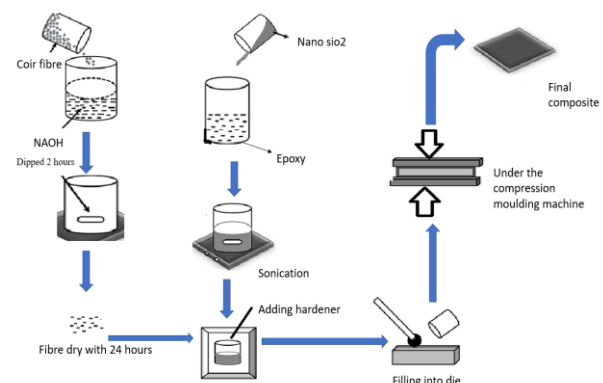 Coir fibre
NAOH
Dipped 2 hours
Fibre dry with 24 hours
Nano sio2
Epoxy
Sonication
Adding hardener
Filling into die
Under the
compression
moulding machine
Final
composite